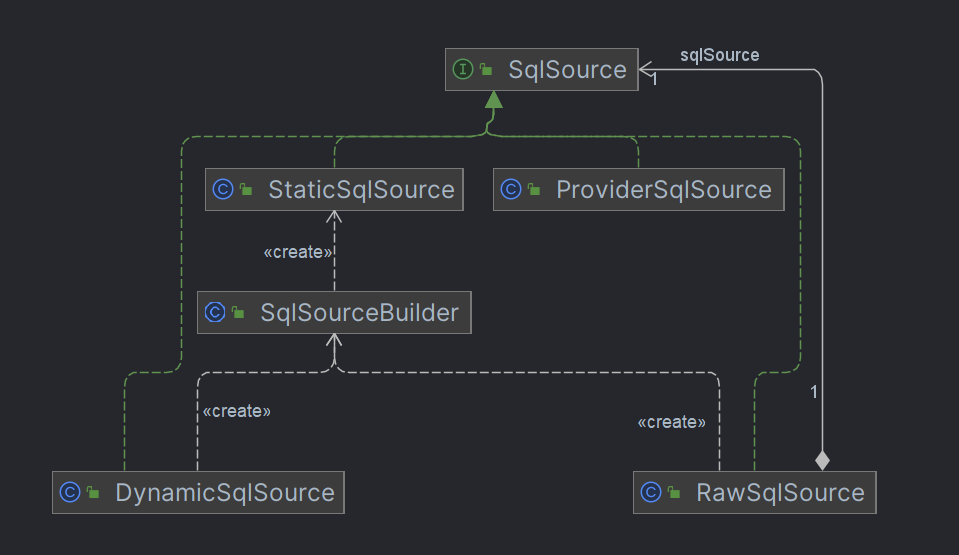 sqlSource
I SqlSource
1
C StaticSqlSource
C ProviderSqlSource
«create»
C SqlSourceBuilder
1
«create»
«create»
C DynamicSqlSource
C RawSqlSource